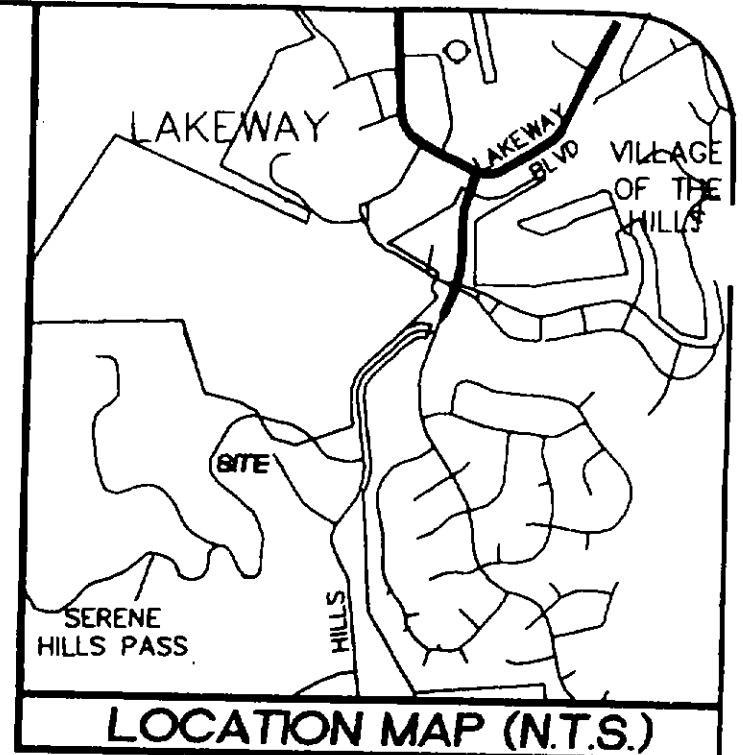 LAKEWAY
LAKEWAY
BLVD
VILLAGE
OF THE
HILLS
SITE
SERENE
HILLS PASS
HILLS
LOCATION MAP (N.T.S.)